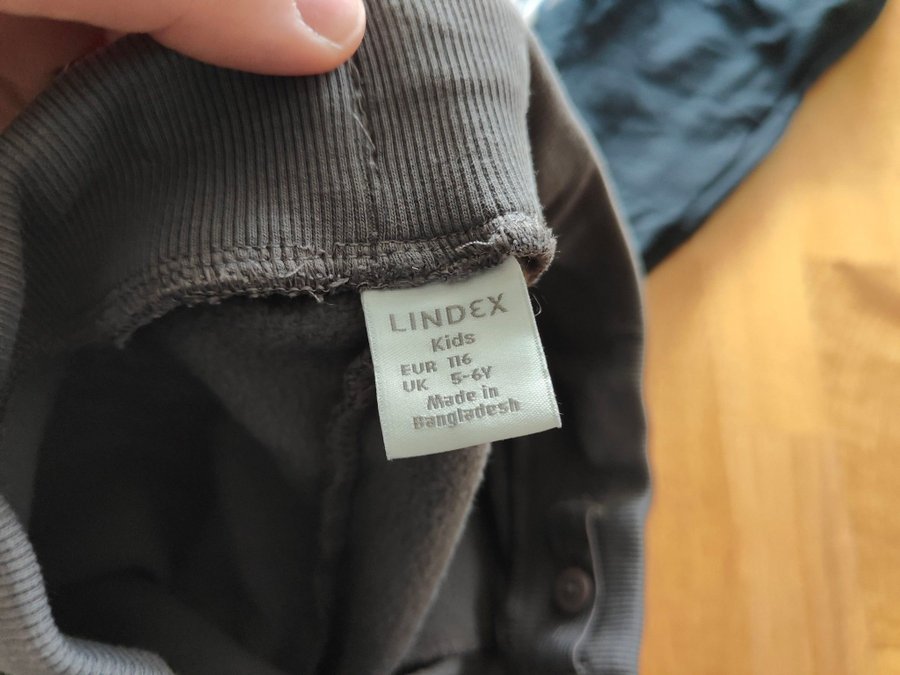 LINDEX
Kids
EUR 116
UK 5-6Y
Made in
Bangladesh